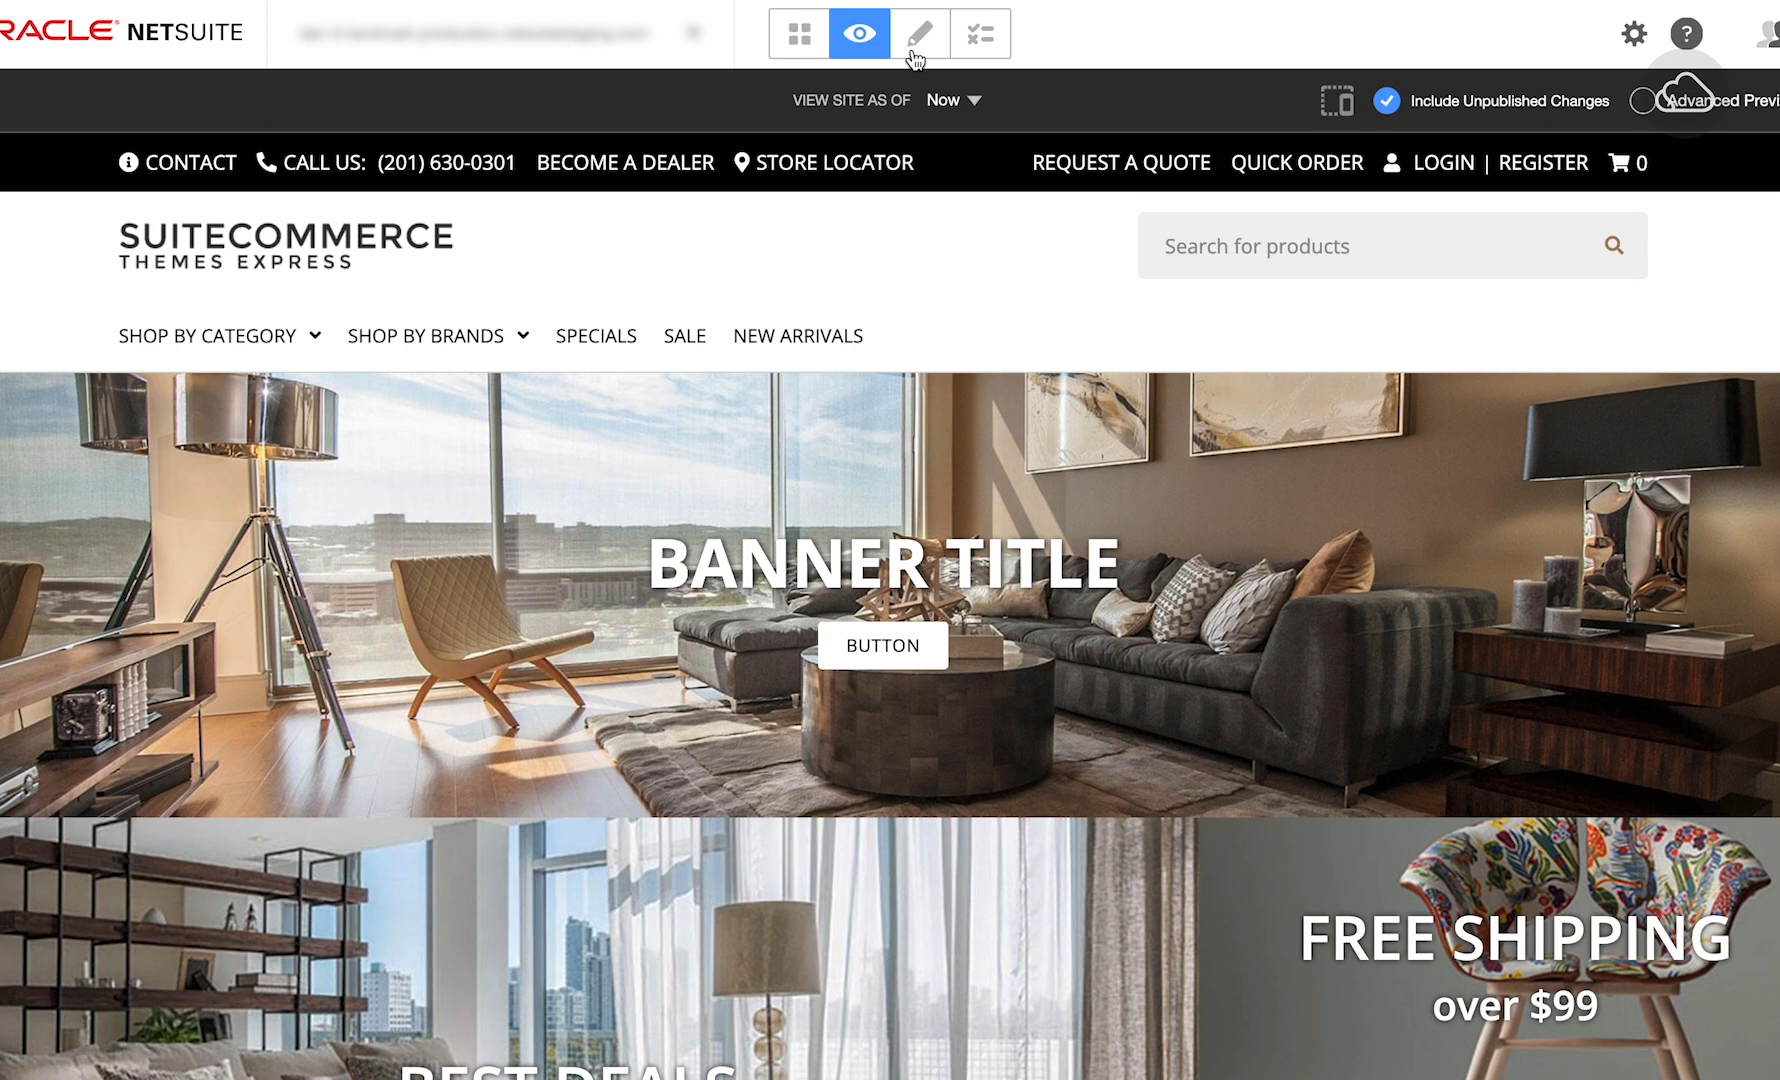 RACLE NETSUITE
?
VIEW SITE AS OF Now
Include Unpublished Changes
Advanced Previ
CONTACT CALL US: (201) 630-0301 BECOME A DEALER STORE LOCATOR
REQUEST A QUOTE QUICK ORDER LOGIN | REGISTER 0
SUITECOMMERCE
THEMES EXPRESS
Search for products
SHOP BY CATEGORY SHOP BY BRANDS SPECIALS SALE NEW ARRIVALS
BANNER TITLE
BUTTON
FREE SHIPPING
over $99
BEST DEALS